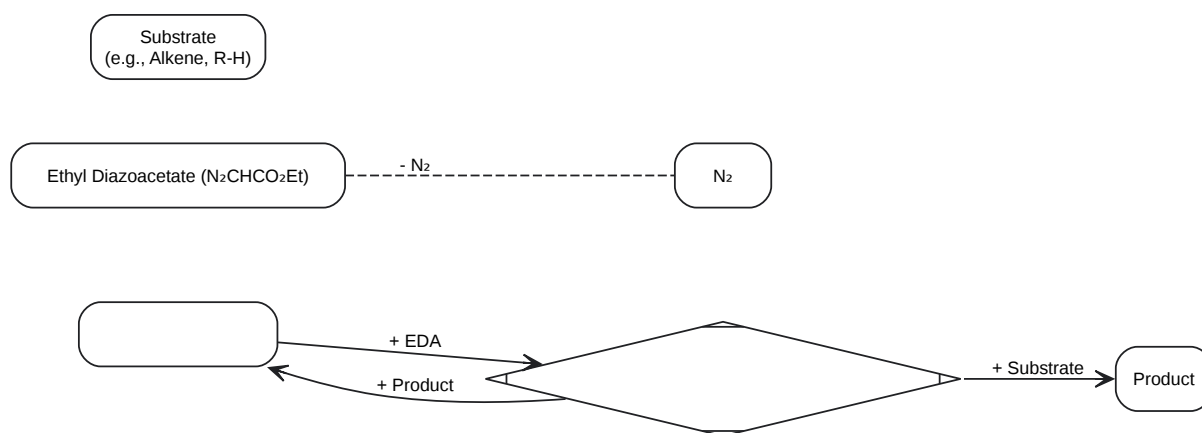 Substrate
(e.g., Alkene, R-H)
Ethyl Diazoacetate (N₂CHCO₂Et)
- N₂
N₂
+ EDA
+ Product
+ Substrate
Product